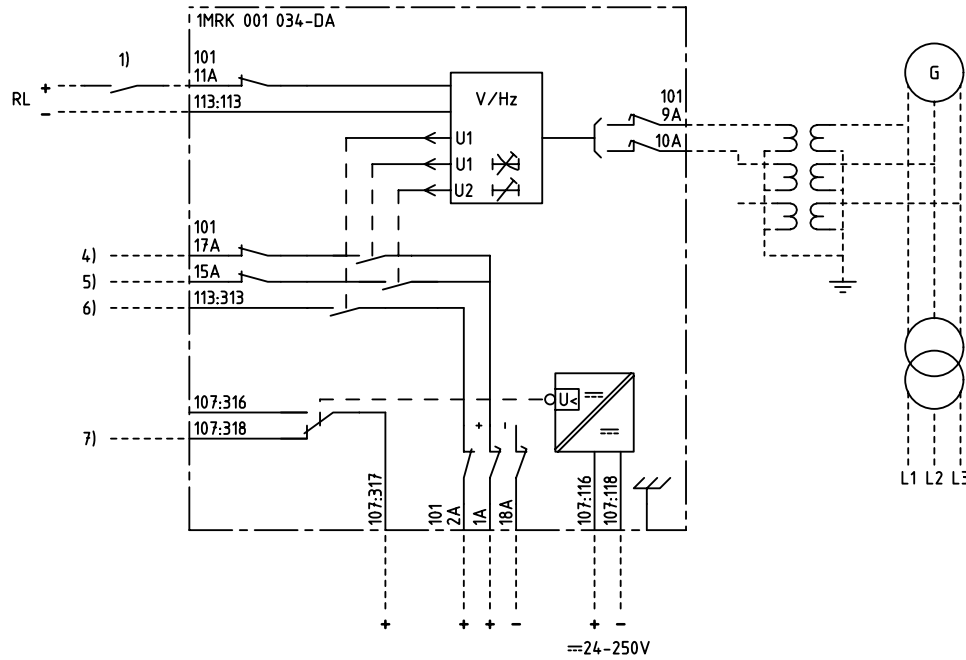 1MRK 001 034-DA
1)
101
11A
RL
+
-
113:113
V/Hz
U1
U1
U2
101
9A
10A
G
101
17A
4)
15A
5)
113:313
6)
107:316
107:318
7)
U<
+
-
107:317
101
2A
1A
18A
107:116
107:118
L1 L2 L3
+
+
+
-
+
-
24-250V